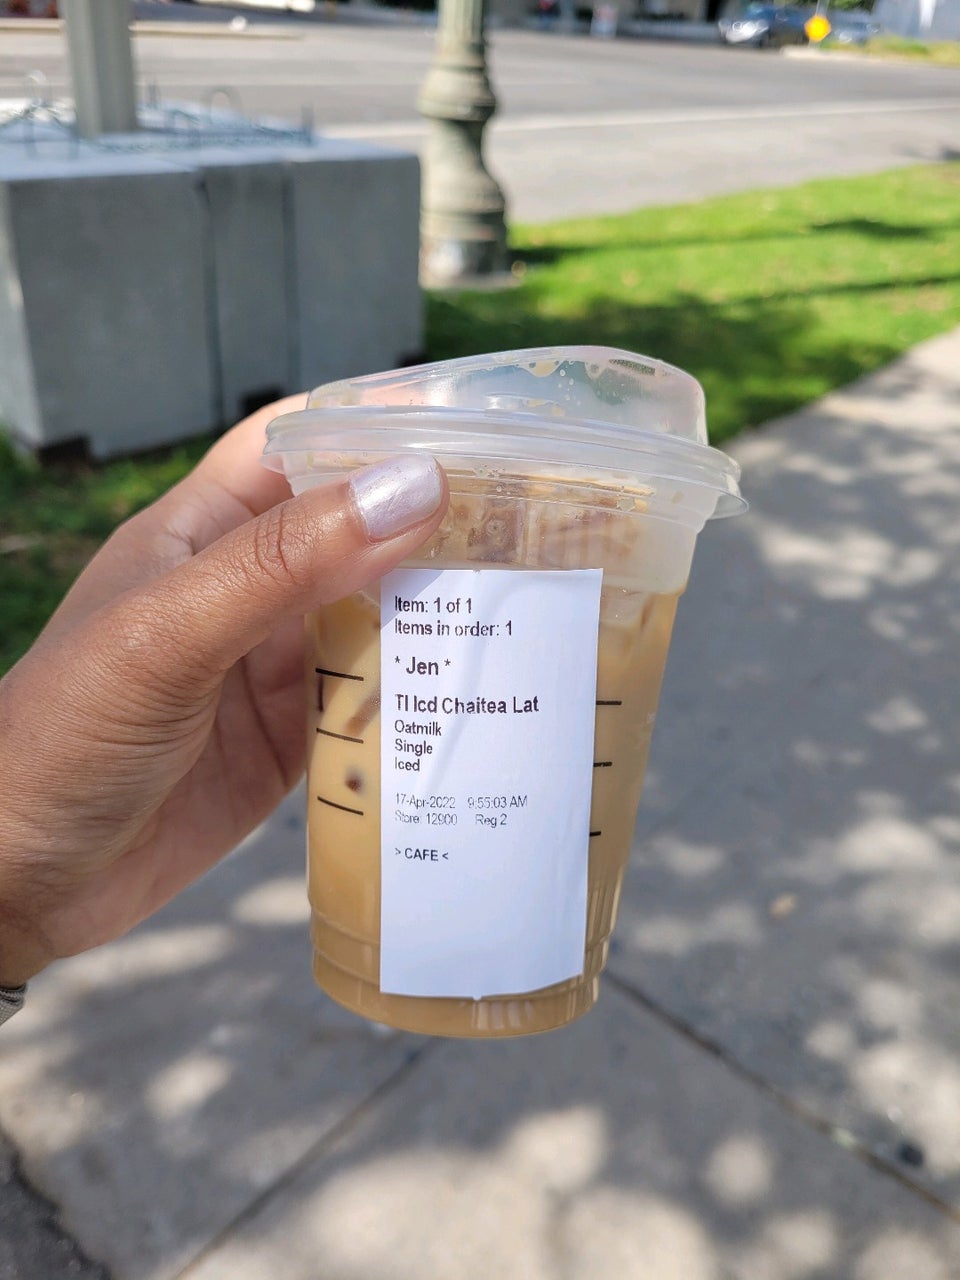 Item: 1 of 1
Items in order: 1
* Jen *
Tl Icd Chaitea Lat
Oatmilk
Single
Iced
17-Apr-2022 9:55:03 AM
Store: 12900 Reg 2
> CAFE <